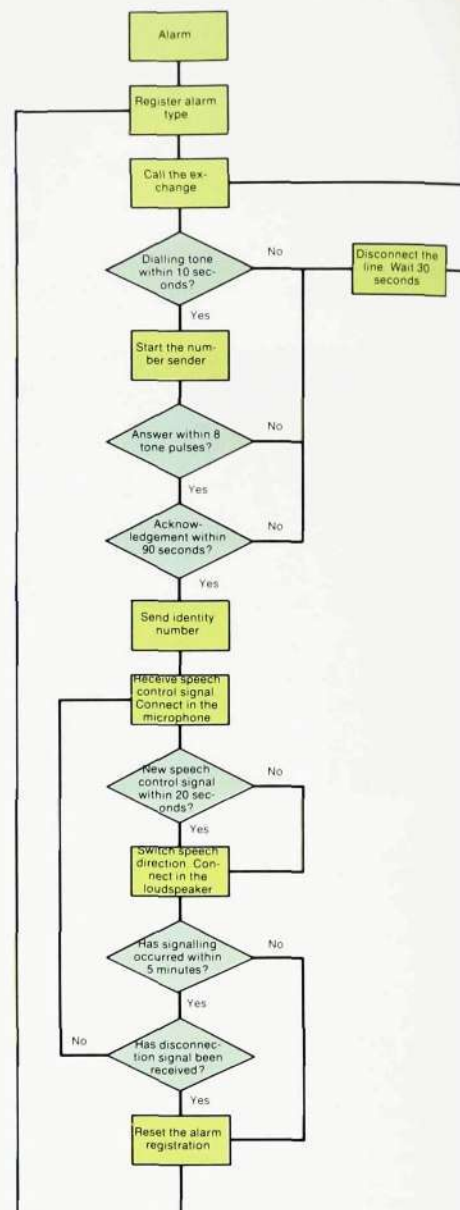 Alarm
Register alarm
type
Call the ex-
change
Dialling tone
within 10 sec-
onds?
No
Disconnect the
line. Wait 30
seconds
Yes
Start the num-
ber sender
Answer within 8
tone pulses?
No
Yes
Acknow-
ledgement within
90 seconds?
No
Yes
Send identity
number
Receive speech
control signal
Connect in the
microphone
New speech
control signal
within 20 sec-
onds?
No
Yes
Switch speech
direction. Con-
nect in the
loudspeaker
Has signalling
occurred within
5 minutes?
No
Yes
Has disconnec-
tion signal been
received?
No
Yes
Reset the alarm
registration